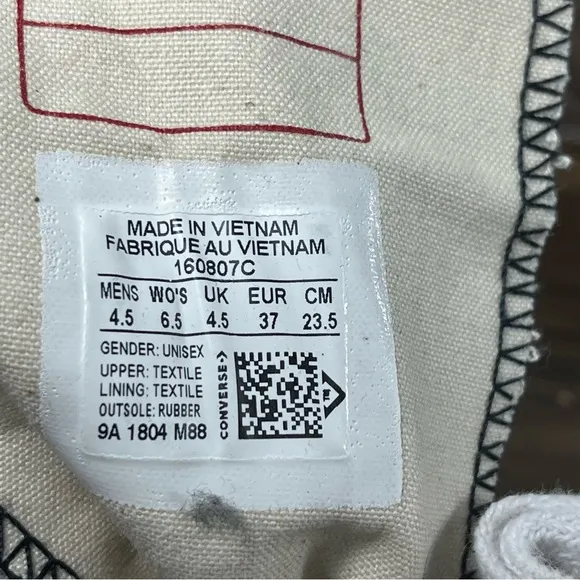 MADE IN VIETNAM
FABRIQUE AU VIETNAM
160807C
MENS WO'S UK EUR CM
4.5 6.5 4.5 37 23.5
GENDER: UNISEX
UPPER: TEXTILE
LINING: TEXTILE
OUTSOLE: RUBBER
9A 1804 M88
CONVERSE